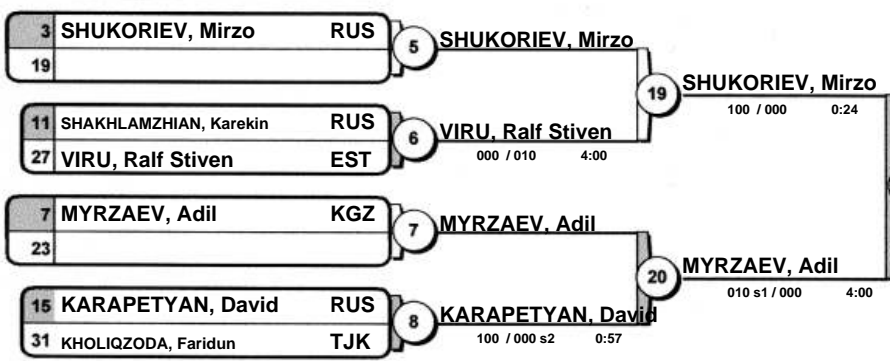 3 SHUKORIEV, Mirzo RUS
19
5
SHUKORIEV, Mirzo
11 SHAKHLAMZHIAN, Karekin RUS
27 VIRU, Ralf Stiven EST
6
VIRU, Ralf Stiven
000 / 010 4:00
19
SHUKORIEV, Mirzo
100 / 000 0:24
7 MYRZAEV, Adil KGZ
23
7
MYRZAEV, Adil
15 KARAPETYAN, David RUS
31 KHOLIQZODA, Faridun TJK
8
KARAPETYAN, David
100 / 000 s2 0:57
20
MYRZAEV, Adil
010 s1 / 000 4:00